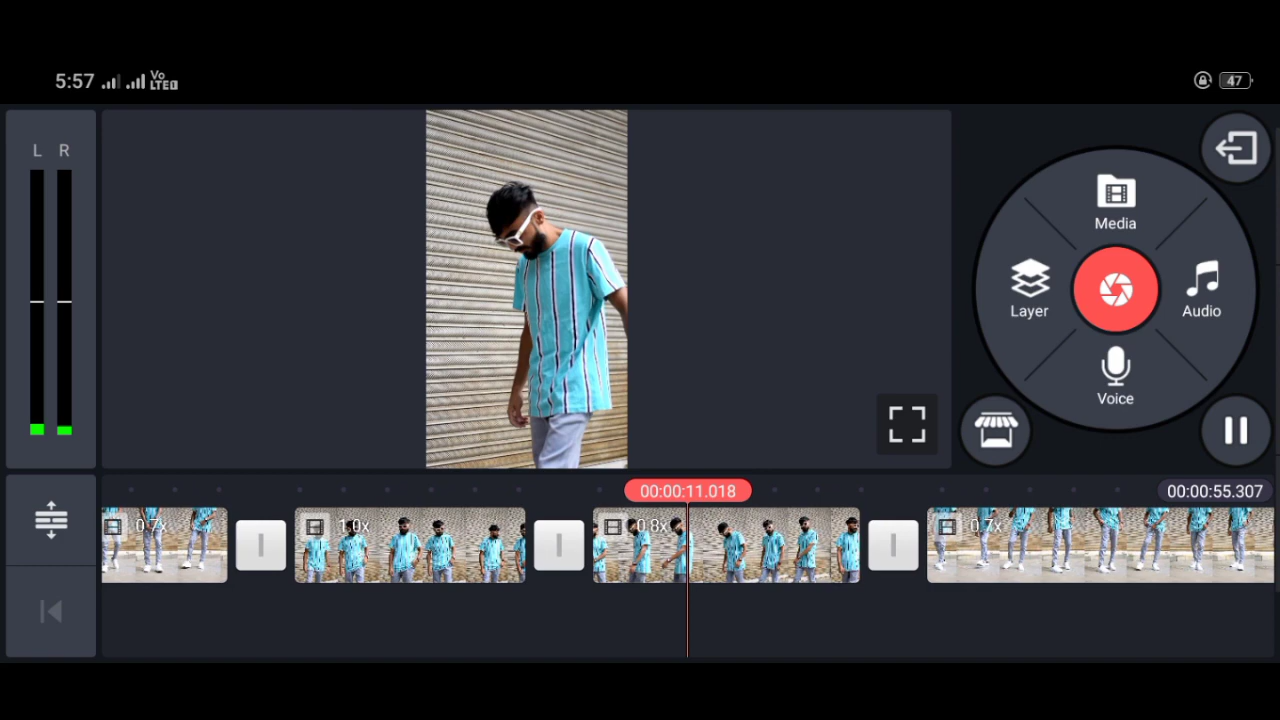 5:57 Vo LTE 47
L R
Media
Layer
Audio
Voice
00:00:11.018
00:00:55.307
0.7x
1.0x
0.8x
0.7x